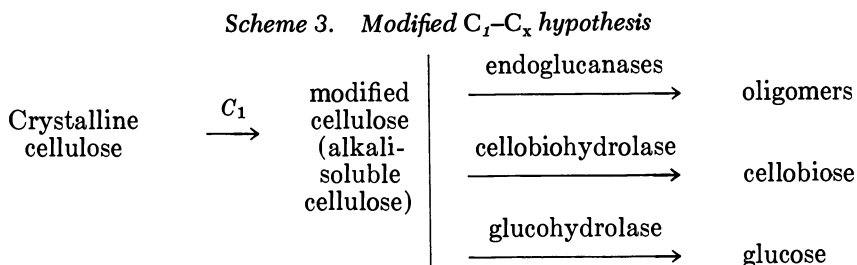 Scheme 3. Modified C1–Cx hypothesis
Crystalline
cellulose
C1
modified
cellulose
(alkali-
soluble
cellulose)
endoglucanases
oligomers
cellobiohydrolase
cellobiose
glucohydrolase
glucose